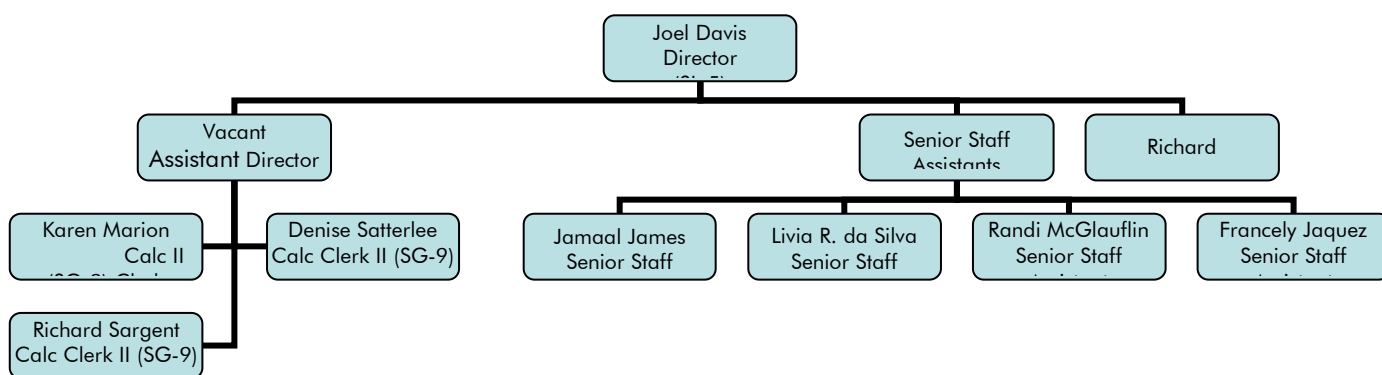 Joel Davis
Director
Vacant
Assistant Director
Senior Staff
Assistants
Richard
Karen Marion
Calc II
Denise Satterlee
Calc Clerk II (SG-9)
Jamaal James
Senior Staff
Livia R. da Silva
Senior Staff
Randi McGlauflin
Senior Staff
Francely Jaquez
Senior Staff
Richard Sargent
Calc Clerk II (SG-9)